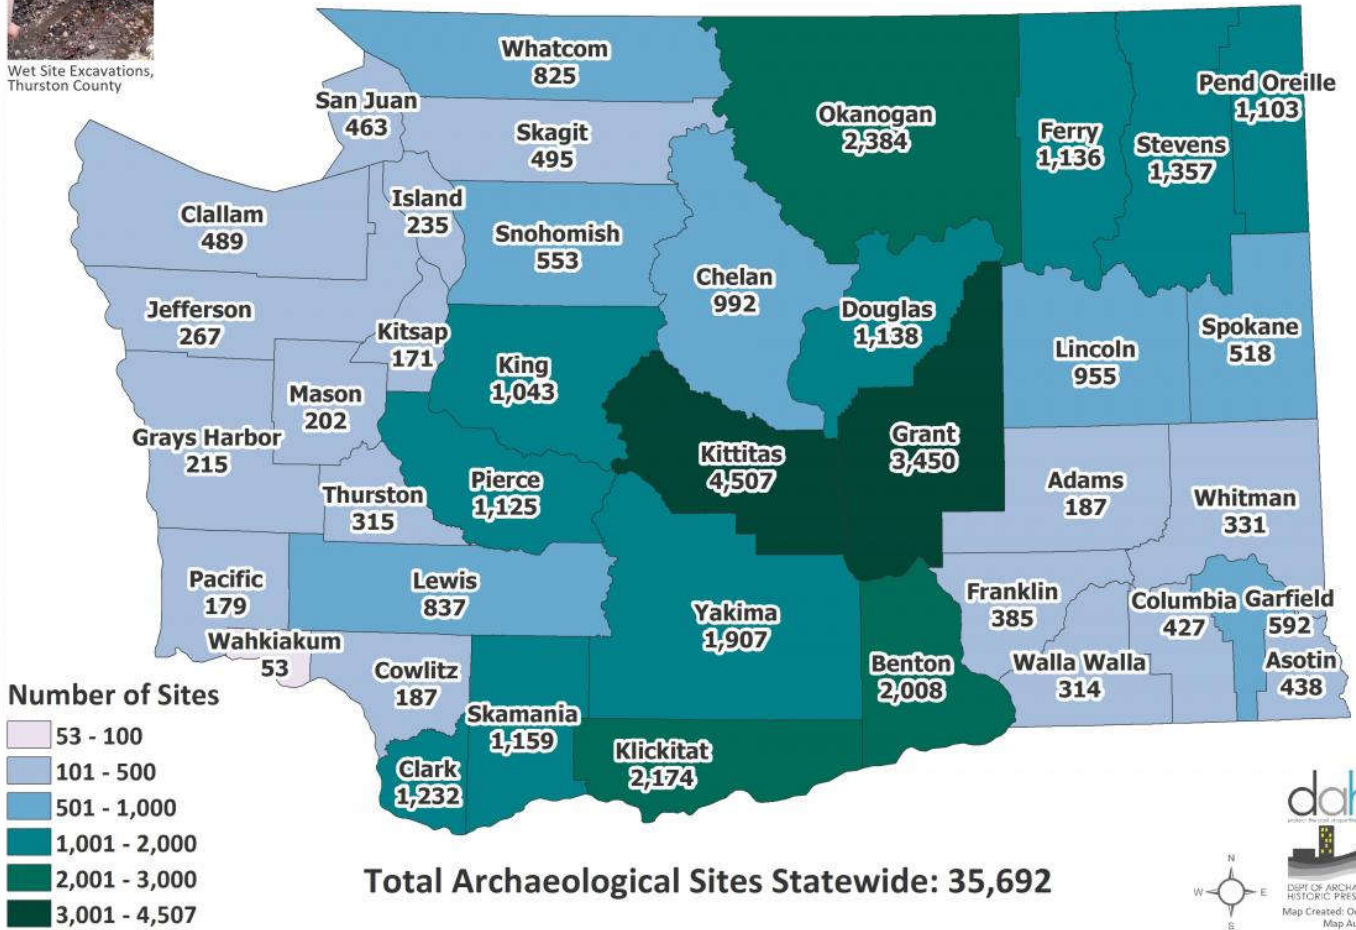 Wet Site Excavations,
Thurston County
Whatcom
825
San Juan
463
Skagit
495
Okanogan
2,384
Ferry
1,136
Stevens
1,357
Pend Oreille
1,103
Clallam
489
Island
235
Snohomish
553
Chelan
992
Douglas
1,138
Jefferson
267
Kitsap
171
King
1,043
Lincoln
955
Spokane
518
Mason
202
Grays Harbor
215
Kittitas
4,507
Grant
3,450
Thurston
315
Pierce
1,125
Adams
187
Whitman
331
Pacific
179
Lewis
837
Yakima
1,907
Franklin
385
Columbia
427
Garfield
592
Wahkiakum
53
Cowlitz
187
Benton
2,008
Walla Walla
314
Asotin
438
Skamania
1,159
Klickitat
2,174
Clark
1,232
Number of Sites
53 - 100
101 - 500
501 - 1,000
1,001 - 2,000
2,001 - 3,000
3,001 - 4,507
Total Archaeological Sites Statewide: 35,692
N
W E
S
DEPT OF
Map Created:
Map